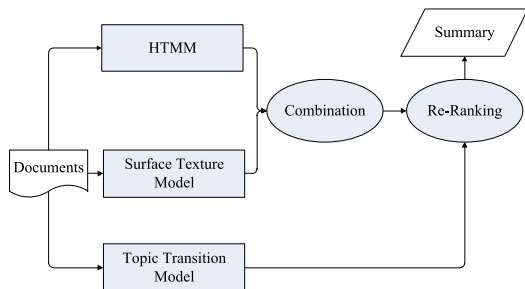 Summary
HTMM
Combination
Re-Ranking
Documents
Surface Texture
Model
Topic Transition
Model